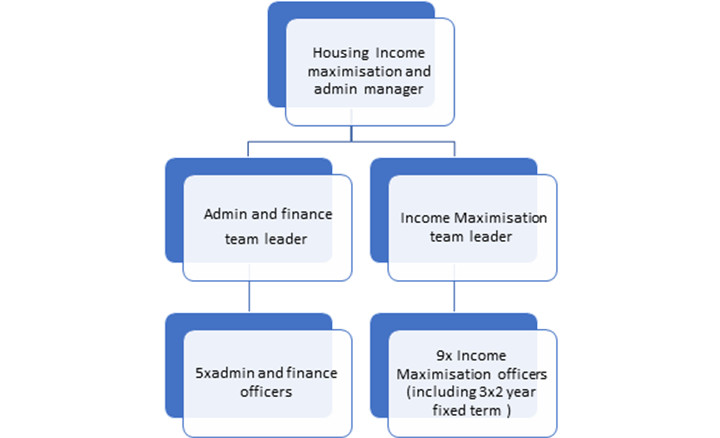 Housing Income
maximisation and
admin manager
Admin and finance
team leader
Income Maximisation
team leader
5xadmin and finance
officers
9x Income
Maximisation officers
(including 3x2 year
fixed term )